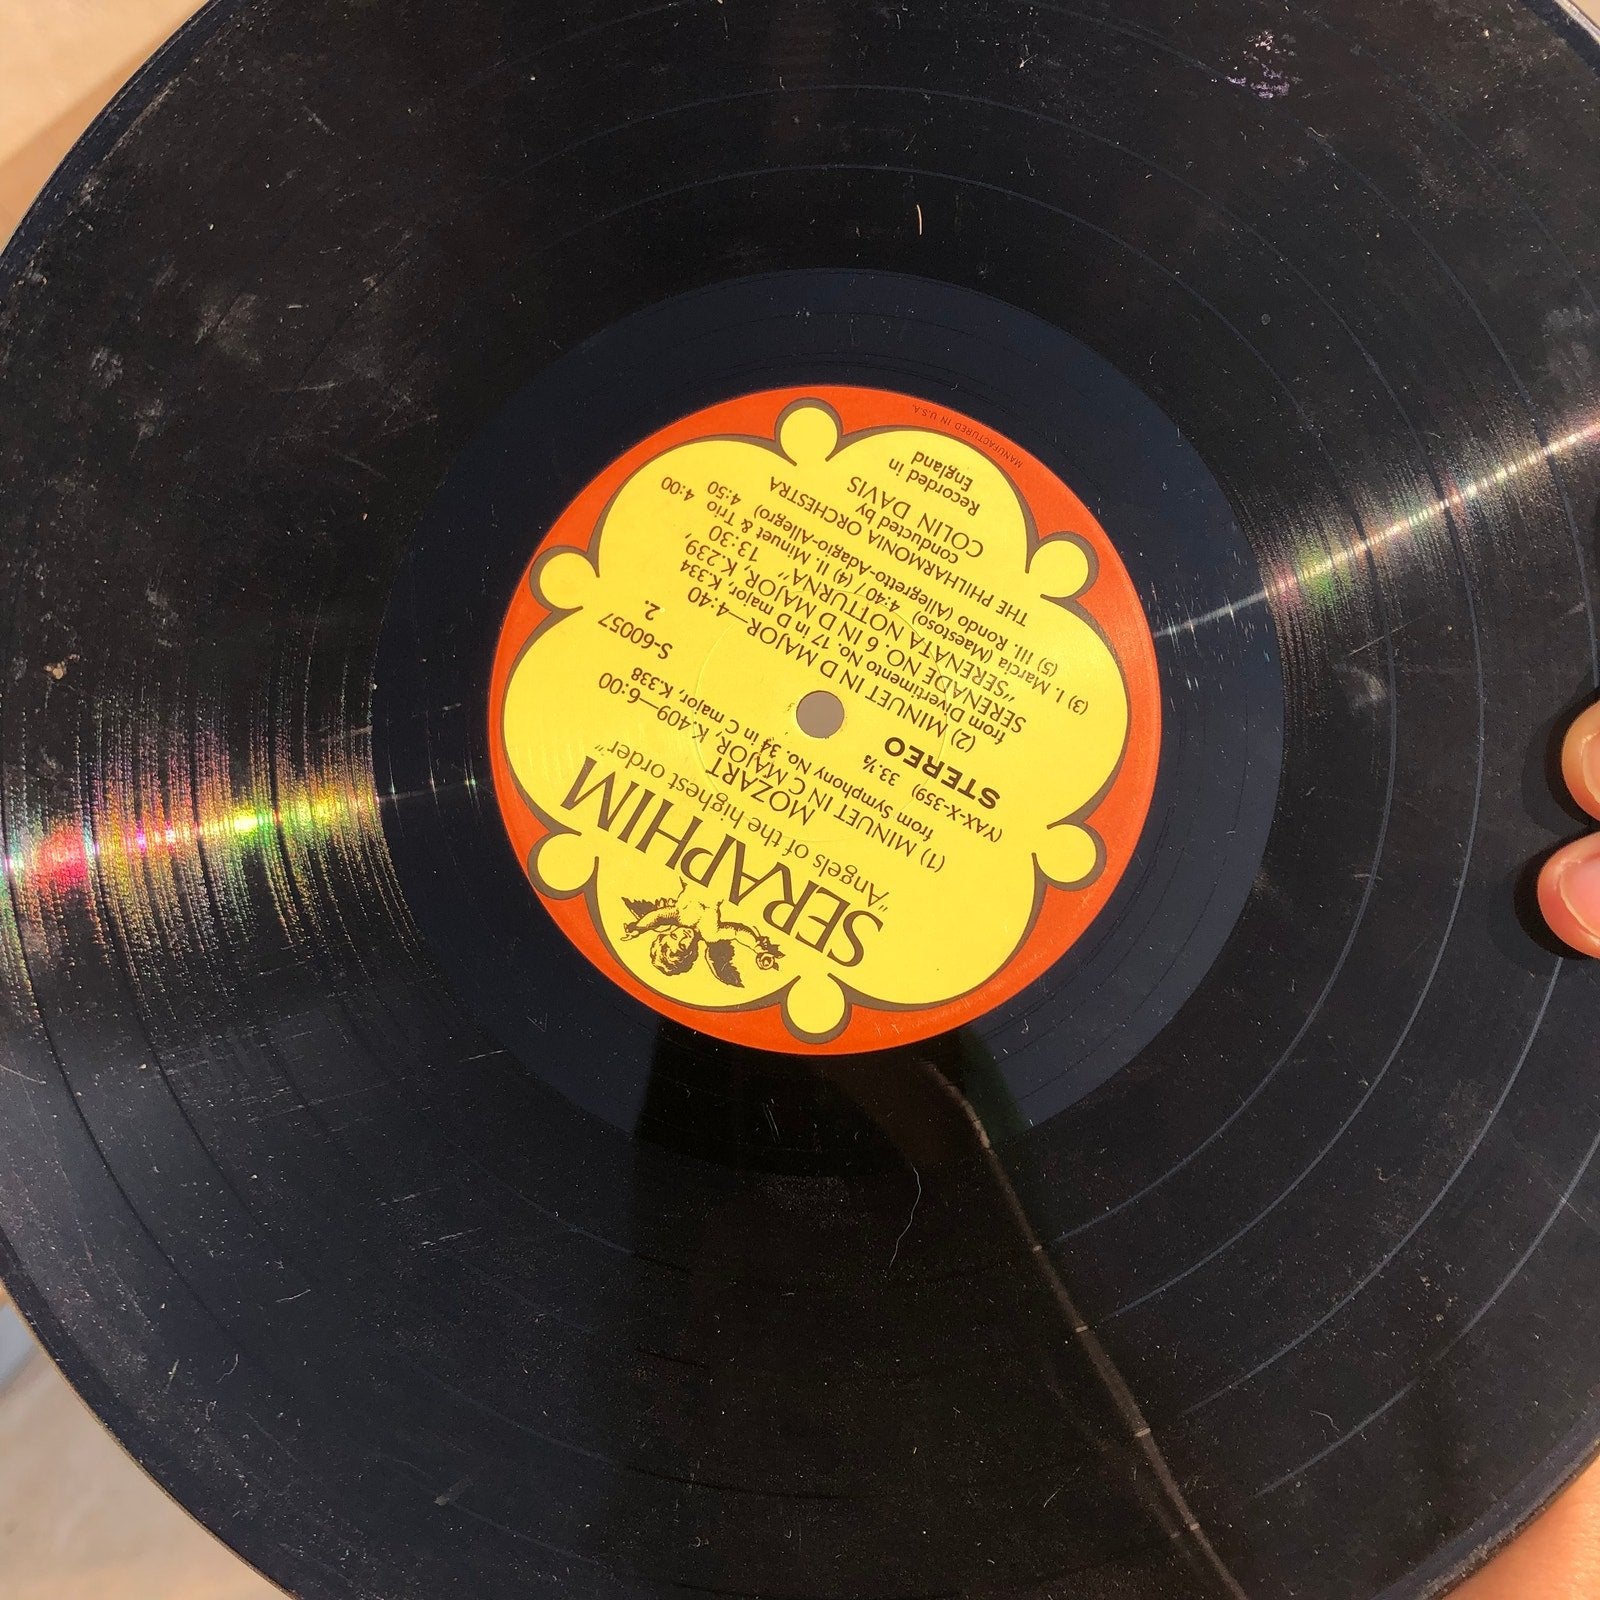 SERAPHIM
"Angels of the highest order"
MOZART
(1) MINUET IN C MAJOR, K.409—6:00
from Symphony No. 34 in C major, K.338
(YAX-X-359)
33.⅓
S-60057
STEREO
2.
(2) MINUET IN D MAJOR—4:40
from Divertimento No. 17 in D major, K.334
SERENADE NO. 6 IN D MAJOR, K.239,
"SERENATA NOTTURNA" 13:30
(3) I. Marcia (Maestoso) 4:40 / (4) II. Minuet & Trio 4:00
(5) III. Rondo (Allegretto-Adagio-Allegro) 4:50
THE PHILHARMONIA ORCHESTRA
conducted by
COLIN DAVIS
Recorded in
England
MANUFACTURED IN U.S.A.